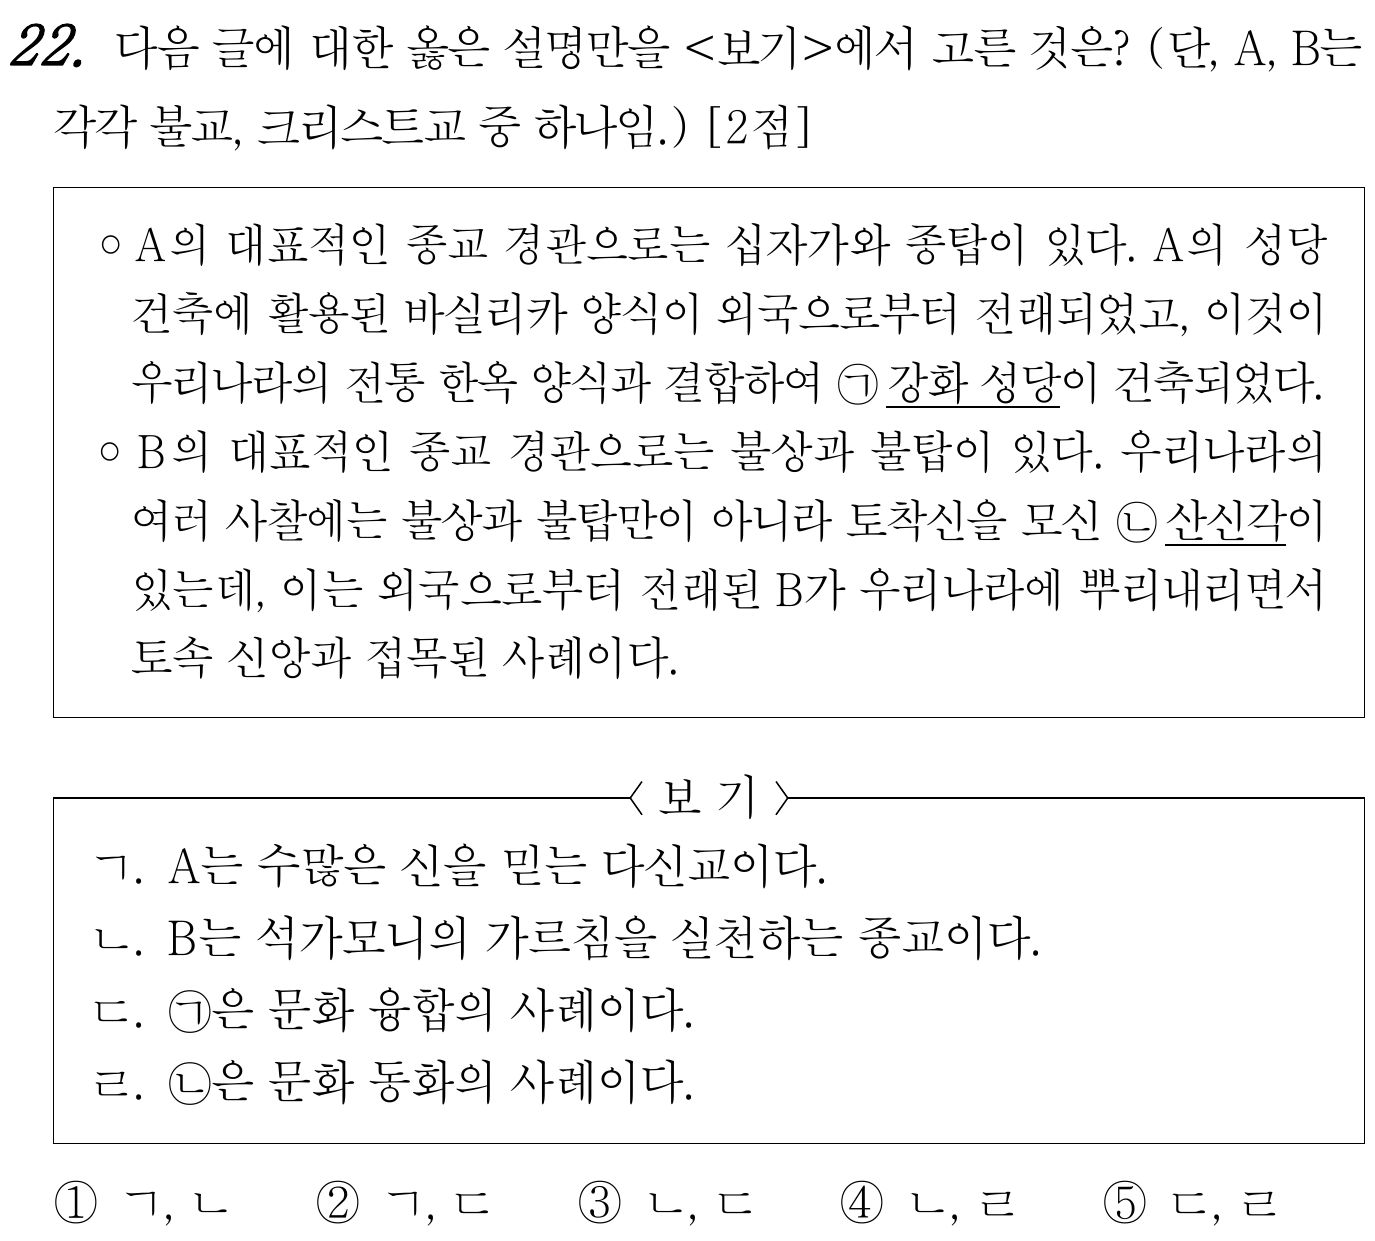 22. 다음 글에 대한 옳은 설명만을 <보기>에서 고른 것은? (단, A, B는
각각 불교, 크리스트교 중 하나임.) [2점]
○ A의 대표적인 종교 경관으로는 십자가와 종탑이 있다. A의 성당
건축에 활용된 바실리카 양식이 외국으로부터 전래되었고, 이것이
우리나라의 전통 한옥 양식과 결합하여 ㉠강화 성당이 건축되었다.
○ B의 대표적인 종교 경관으로는 불상과 불탑이 있다. 우리나라의
여러 사찰에는 불상과 불탑만이 아니라 토착신을 모신 ㉡산신각이
있는데, 이는 외국으로부터 전래된 B가 우리나라에 뿌리내리면서
토속 신앙과 접목된 사례이다.
〈 보 기 〉
ㄱ. A는 수많은 신을 믿는 다신교이다.
ㄴ. B는 석가모니의 가르침을 실천하는 종교이다.
ㄷ. ㉠은 문화 융합의 사례이다.
ㄹ. ㉡은 문화 동화의 사례이다.
① ㄱ, ㄴ ② ㄱ, ㄷ ③ ㄴ, ㄷ ④ ㄴ, ㄹ ⑤ ㄷ, ㄹ